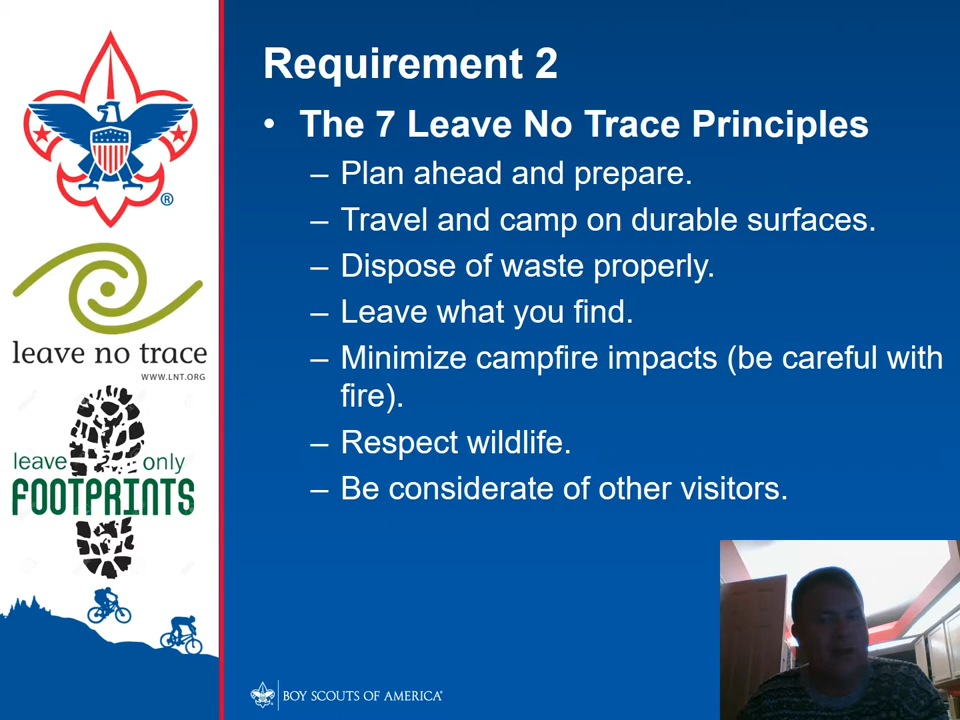 Requirement 2
• The 7 Leave No Trace Principles
– Plan ahead and prepare.
– Travel and camp on durable surfaces.
– Dispose of waste properly.
– Leave what you find.
– Minimize campfire impacts (be careful with
fire).
– Respect wildlife.
– Be considerate of other visitors.
®
leave no trace
WWW.LNT.ORG
leave only
FOOTPRINTS
BOY SCOUTS OF AMERICA®